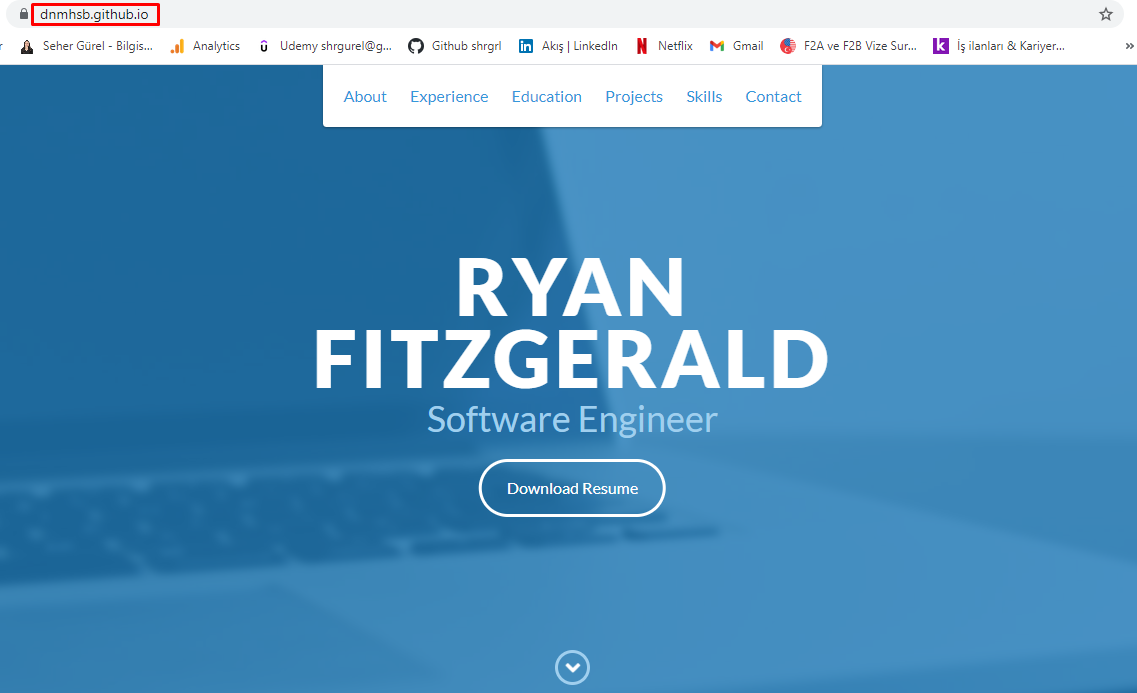 dnmhsb.github.io
r Seher Gürel - Bilgis... Analytics Udemy shrgurel@g... Github shrgrl Akış | LinkedIn Netflix Gmail F2A ve F2B Vize Sur... İş ilanları & Kariyer... »
About Experience Education Projects Skills Contact
RYAN
FITZGERALD
Software Engineer
Download Resume